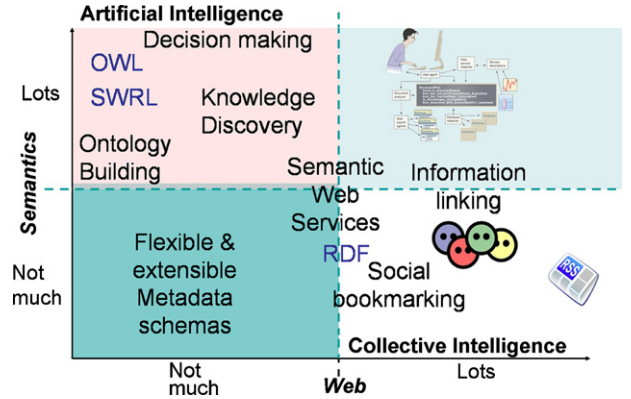 Artificial Intelligence
Decision making
OWL
Lots
SWRL
Knowledge
Discovery
Ontology
Building
Semantics
Semantic
Web
Services
Information
linking
RDF
Flexible &
extensible
Metadata
schemas
Not
much
Social
bookmarking
RSS
Collective Intelligence
Not
much
Web
Lots